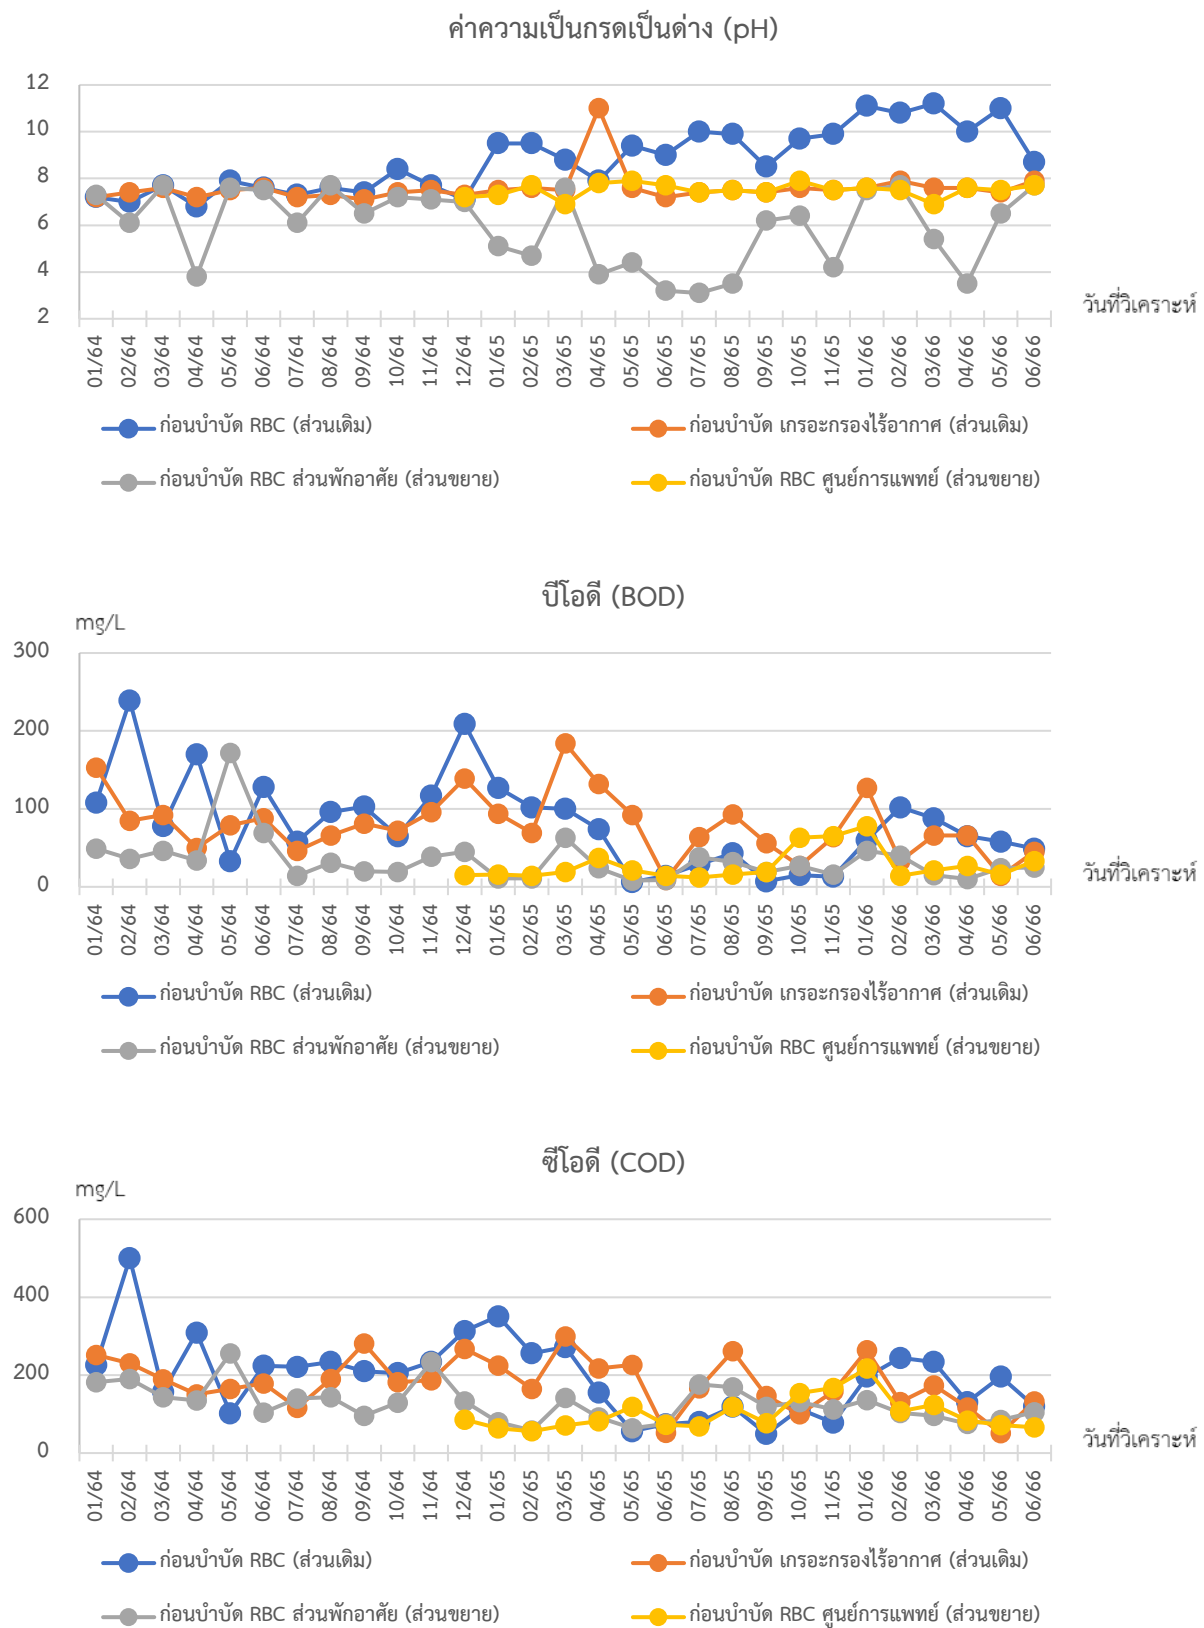 ค่าความเป็นกรดเป็นด่าง (pH)
12
10
8
6
4
2
วันที่วิเคราะห์
01/64 02/64 03/64 04/64 05/64 06/64 07/64 08/64 09/64 10/64 11/64 12/64 01/65 02/65 03/65 04/65 05/65 06/65 07/65 08/65 09/65 10/65 11/65 01/66 02/66 03/66 04/66 05/66 06/66
ก่อนบำบัด RBC (ส่วนเดิม) ก่อนบำบัด เกรอะกรองไร้อากาศ (ส่วนเดิม)
ก่อนบำบัด RBC ส่วนพักอาศัย (ส่วนขยาย) ก่อนบำบัด RBC ศูนย์การแพทย์ (ส่วนขยาย)
บีโอดี (BOD)
mg/L
300
200
100
0
วันที่วิเคราะห์
01/64 02/64 03/64 04/64 05/64 06/64 07/64 08/64 09/64 10/64 11/64 12/64 01/65 02/65 03/65 04/65 05/65 06/65 07/65 08/65 09/65 10/65 11/65 01/66 02/66 03/66 04/66 05/66 06/66
ก่อนบำบัด RBC (ส่วนเดิม) ก่อนบำบัด เกรอะกรองไร้อากาศ (ส่วนเดิม)
ก่อนบำบัด RBC ส่วนพักอาศัย (ส่วนขยาย) ก่อนบำบัด RBC ศูนย์การแพทย์ (ส่วนขยาย)
ซีโอดี (COD)
mg/L
600
400
200
0
วันที่วิเคราะห์
01/64 02/64 03/64 04/64 05/64 06/64 07/64 08/64 09/64 10/64 11/64 12/64 01/65 02/65 03/65 04/65 05/65 06/65 07/65 08/65 09/65 10/65 11/65 01/66 02/66 03/66 04/66 05/66 06/66
ก่อนบำบัด RBC (ส่วนเดิม) ก่อนบำบัด เกรอะกรองไร้อากาศ (ส่วนเดิม)
ก่อนบำบัด RBC ส่วนพักอาศัย (ส่วนขยาย) ก่อนบำบัด RBC ศูนย์การแพทย์ (ส่วนขยาย)